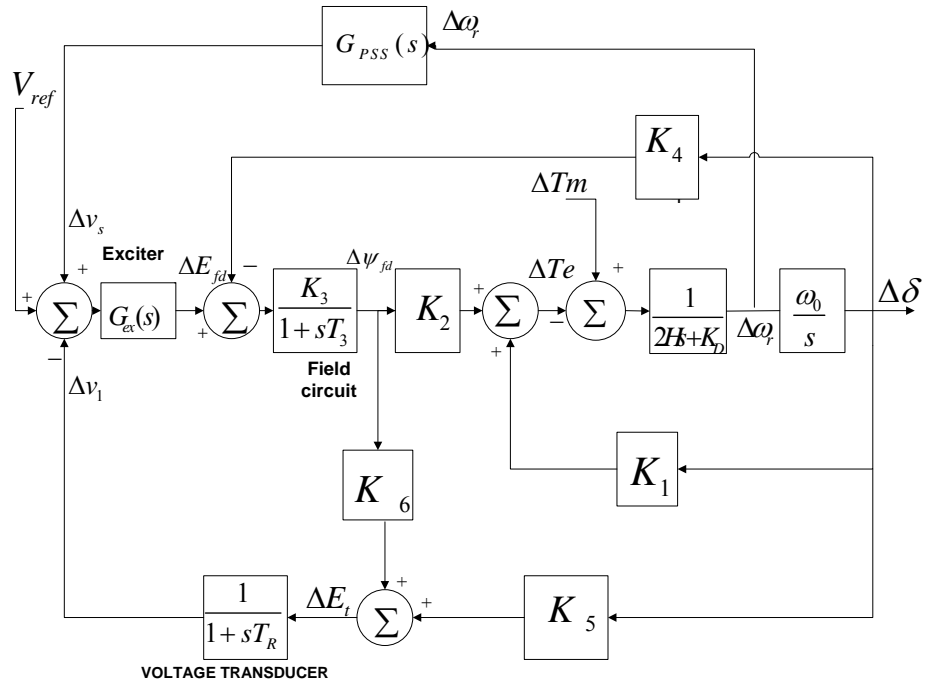 G_PSS(s)
Δω_r
V_ref
K_4
ΔTm
Δv_s
Exciter
ΔE_fd
Δψ_fd
ΔTe
+
−
+
Σ
G_ex(s)
+
Σ
K_3
1+sT_3
K_2
+
Σ
−
+
Σ
1
2Hs+K_D
Δω_r
ω_0
s
Δδ
−
Δv_1
Field
circuit
+
K_1
K_6
+
1
1+sT_R
ΔE_t
Σ
+
K_5
VOLTAGE TRANSDUCER